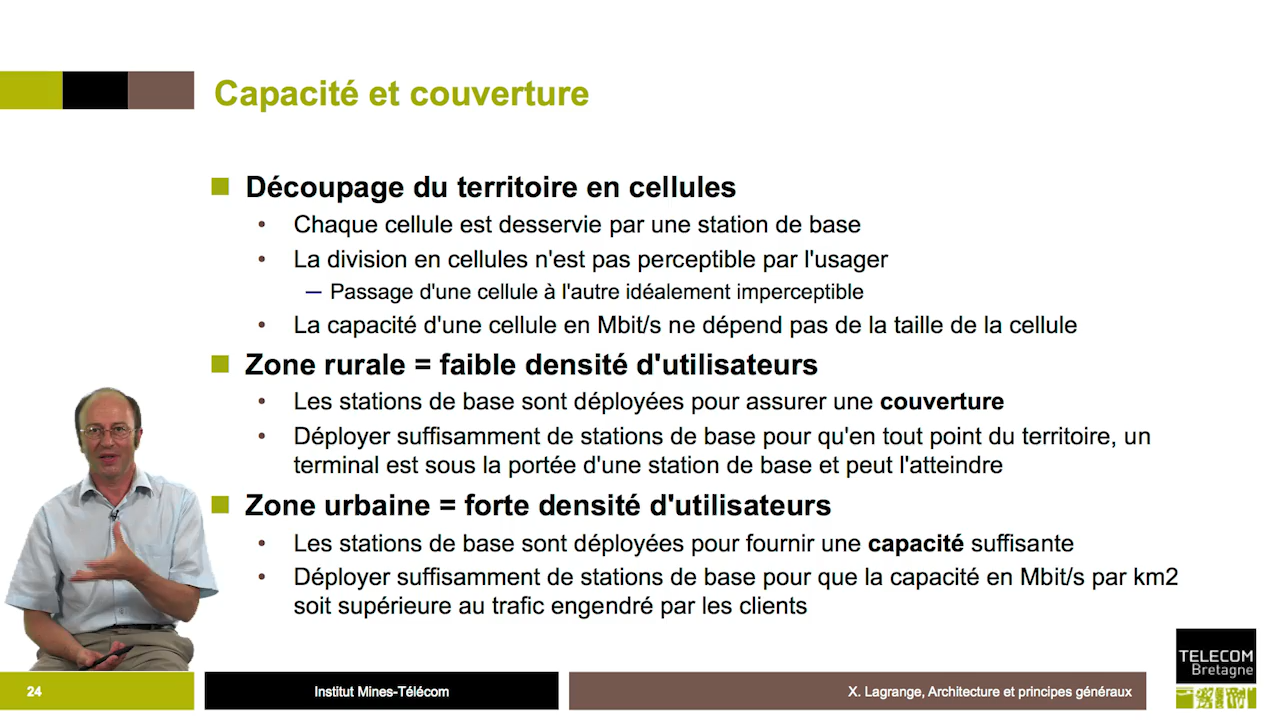 Capacité et couverture
Découpage du territoire en cellules
• Chaque cellule est desservie par une station de base
• La division en cellules n'est pas perceptible par l'usager
— Passage d'une cellule à l'autre idéalement imperceptible
• La capacité d'une cellule en Mbit/s ne dépend pas de la taille de la cellule
Zone rurale = faible densité d'utilisateurs
• Les stations de base sont déployées pour assurer une couverture
• Déployer suffisamment de stations de base pour qu'en tout point du territoire, un
terminal est sous la portée d'une station de base et peut l'atteindre
Zone urbaine = forte densité d'utilisateurs
• Les stations de base sont déployées pour fournir une capacité suffisante
• Déployer suffisamment de stations de base pour que la capacité en Mbit/s par km2
soit supérieure au trafic engendré par les clients
TELECOM
Bretagne
24
Institut Mines-Télécom
X. Lagrange, Architecture et principes généraux